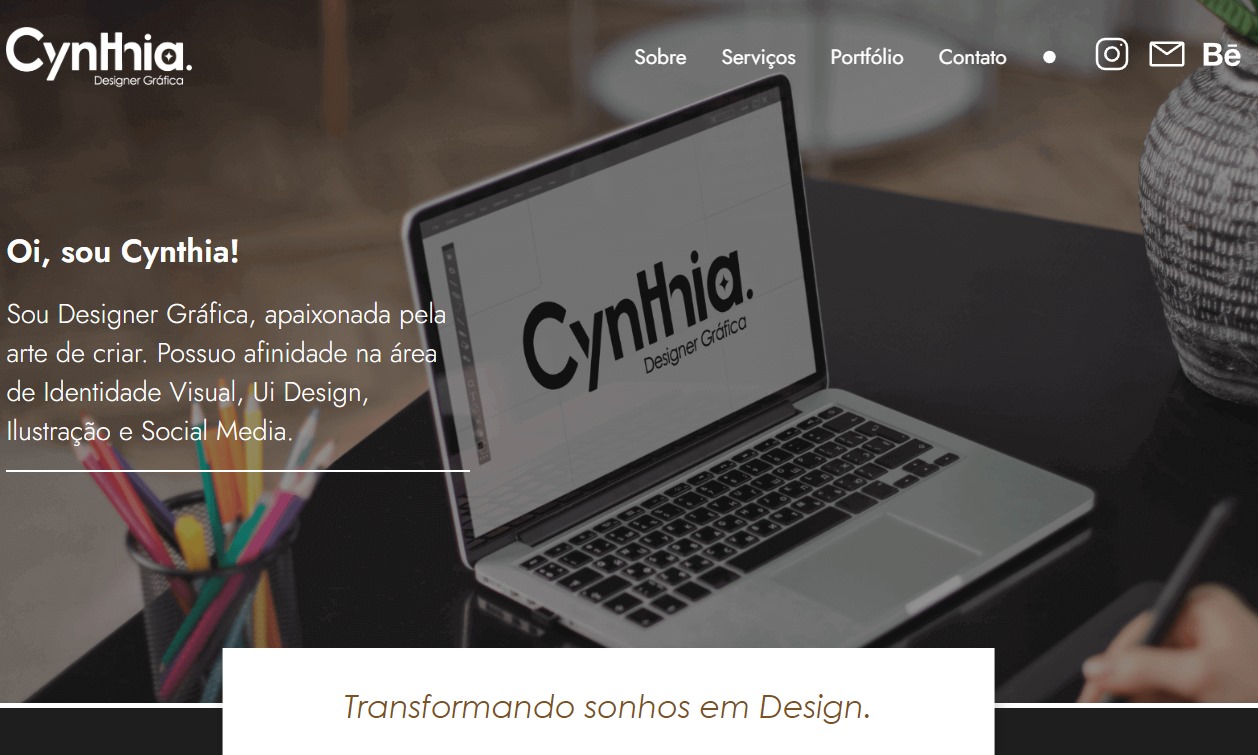 Cynthia.
Designer Gráfica
Sobre Serviços Portfólio Contato Bē
Oi, sou Cynthia!
Sou Designer Gráfica, apaixonada pela
arte de criar. Possuo afinidade na área
de Identidade Visual, Ui Design,
Ilustração e Social Media.
Cynthia.
Designer Gráfica
Transformando sonhos em Design.